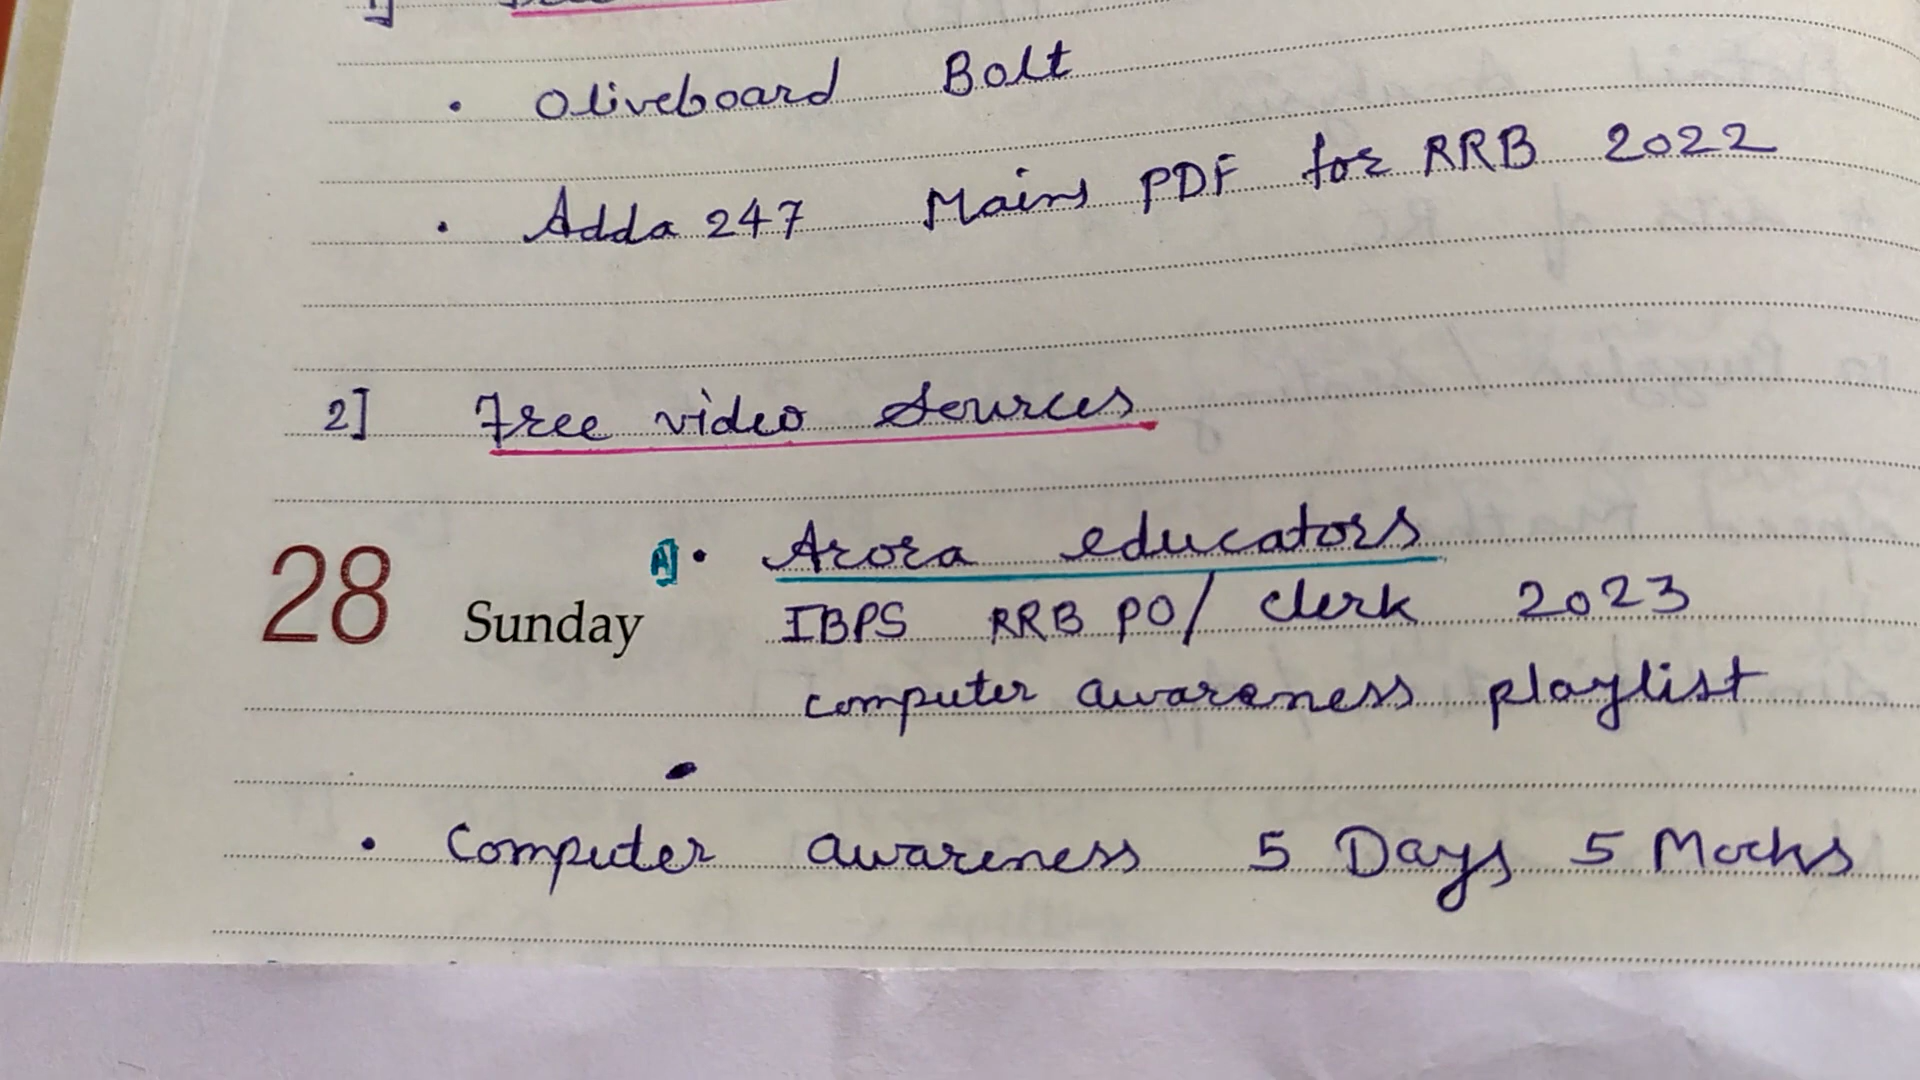 1]
• Oliveboard Bolt
• Adda 247 Mains PDF for RRB 2022
2] Free video sources
28 Sunday
A] • Arora educators
IBPS RRB PO/ clerk 2023
computer awareness playlist
• Computer awareness 5 Days 5 Mocks